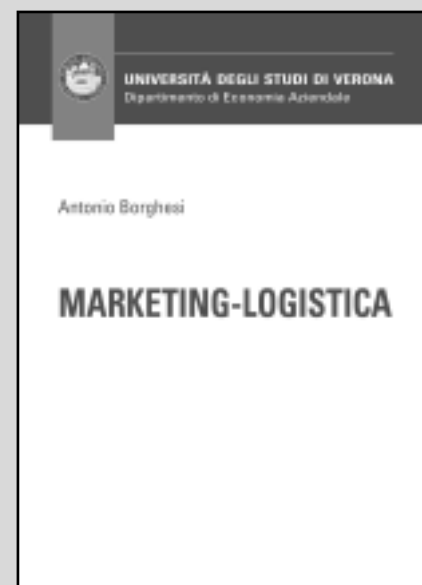 UNIVERSITÀ DEGLI STUDI DI VERONA
Dipartimento di Economia Aziendale
Antonio Borghesi
MARKETING-LOGISTICA